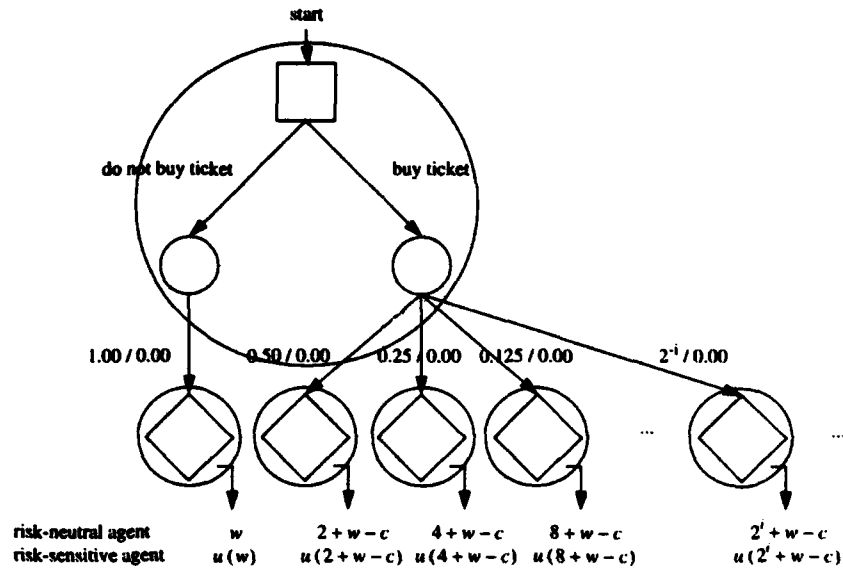 start
do not buy ticket buy ticket
1.00 / 0.00 0.50 / 0.00 0.25 / 0.00 0.125 / 0.00 2^-i / 0.00
... ...
risk-neutral agent w 2 + w − c 4 + w − c 8 + w − c 2^i + w − c
risk-sensitive agent u(w) u(2 + w − c) u(4 + w − c) u(8 + w − c) u(2^i + w − c)